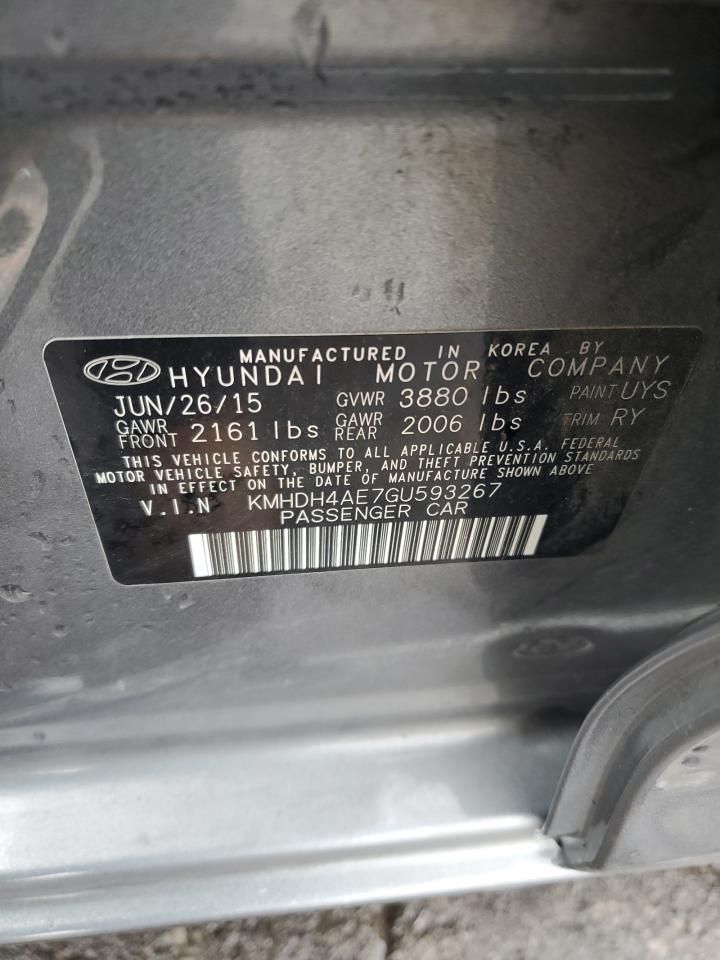 MANUFACTURED IN KOREA BY
HYUNDAI MOTOR COMPANY
JUN/26/15 GVWR 3880 lbs PAINT UYS
GAWR FRONT 2161 lbs GAWR REAR 2006 lbs TRIM RY
THIS VEHICLE CONFORMS TO ALL APPLICABLE U.S.A. FEDERAL
MOTOR VEHICLE SAFETY, BUMPER, AND THEFT PREVENTION STANDARDS
IN EFFECT ON THE DATE OF MANUFACTURE SHOWN ABOVE
V.I.N KMHDH4AE7GU593267
PASSENGER CAR